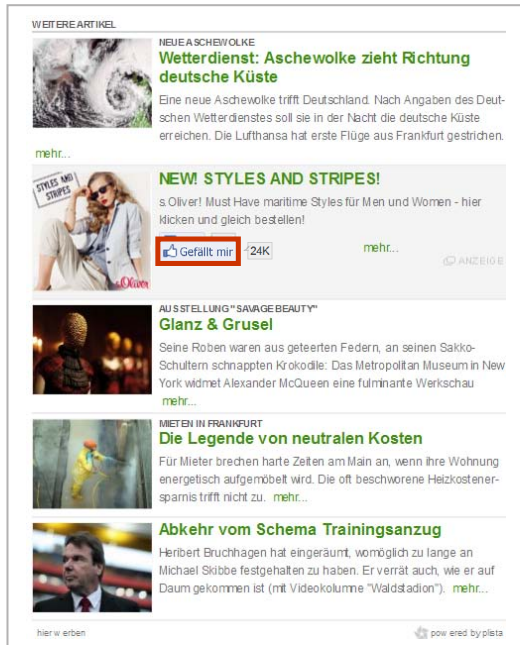 WEITERE ARTIKEL
NEUE ASCHEWOLKE
Wetterdienst: Aschewolke zieht Richtung
deutsche Küste
Eine neue Aschewolke trifft Deutschland. Nach Angaben des Deut-
schen Wetterdienstes soll sie in der Nacht die deutsche Küste
erreichen. Die Lufthansa hat erste Flüge aus Frankfurt gestrichen.
mehr...
STYLES AND
STRIPES
s.Oliver
NEW! STYLES AND STRIPES!
s.Oliver! Must Have maritime Styles für Men und Women - hier
klicken und gleich bestellen!
Gefällt mir 24K mehr...
ANZEIGE
AUSSTELLUNG "SAVAGE BEAUTY"
Glanz & Grusel
Seine Roben waren aus geteerten Federn, an seinen Sakko-
Schultern schnappten Krokodile: Das Metropolitan Museum in New
York widmet Alexander McQueen eine fulminante Werkschau
mehr...
MIETEN IN FRANKFURT
Die Legende von neutralen Kosten
Für Mieter brechen harte Zeiten am Main an, wenn ihre Wohnung
energetisch aufgemöbelt wird. Die oft beschworene Heizkostener-
sparnis trifft nicht zu. mehr...
Abkehr vom Schema Trainingsanzug
Heribert Bruchhagen hat eingeräumt, womöglich zu lange an
Michael Skibbe festgehalten zu haben. Er verrät auch, wie er auf
Daum gekommen ist (mit Videokolumne "Waldstadion"). mehr...
hier werben
powered by plista